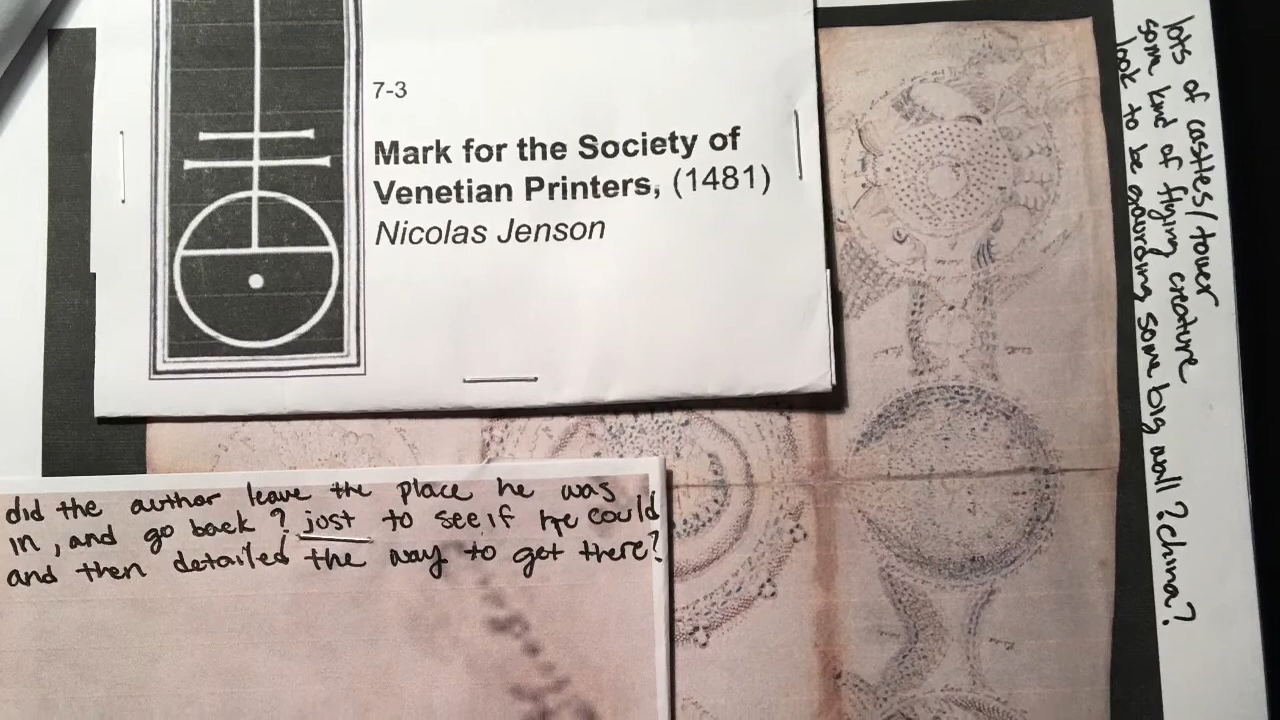 7-3
Mark for the Society of
Venetian Printers, (1481)
Nicolas Jenson
lots of castles/tower
some kind of flying creature
look to be gaurding some big wall? china?
did the author leave the place he was
in, and go back? just to see if he could
and then detailed the way to get there?